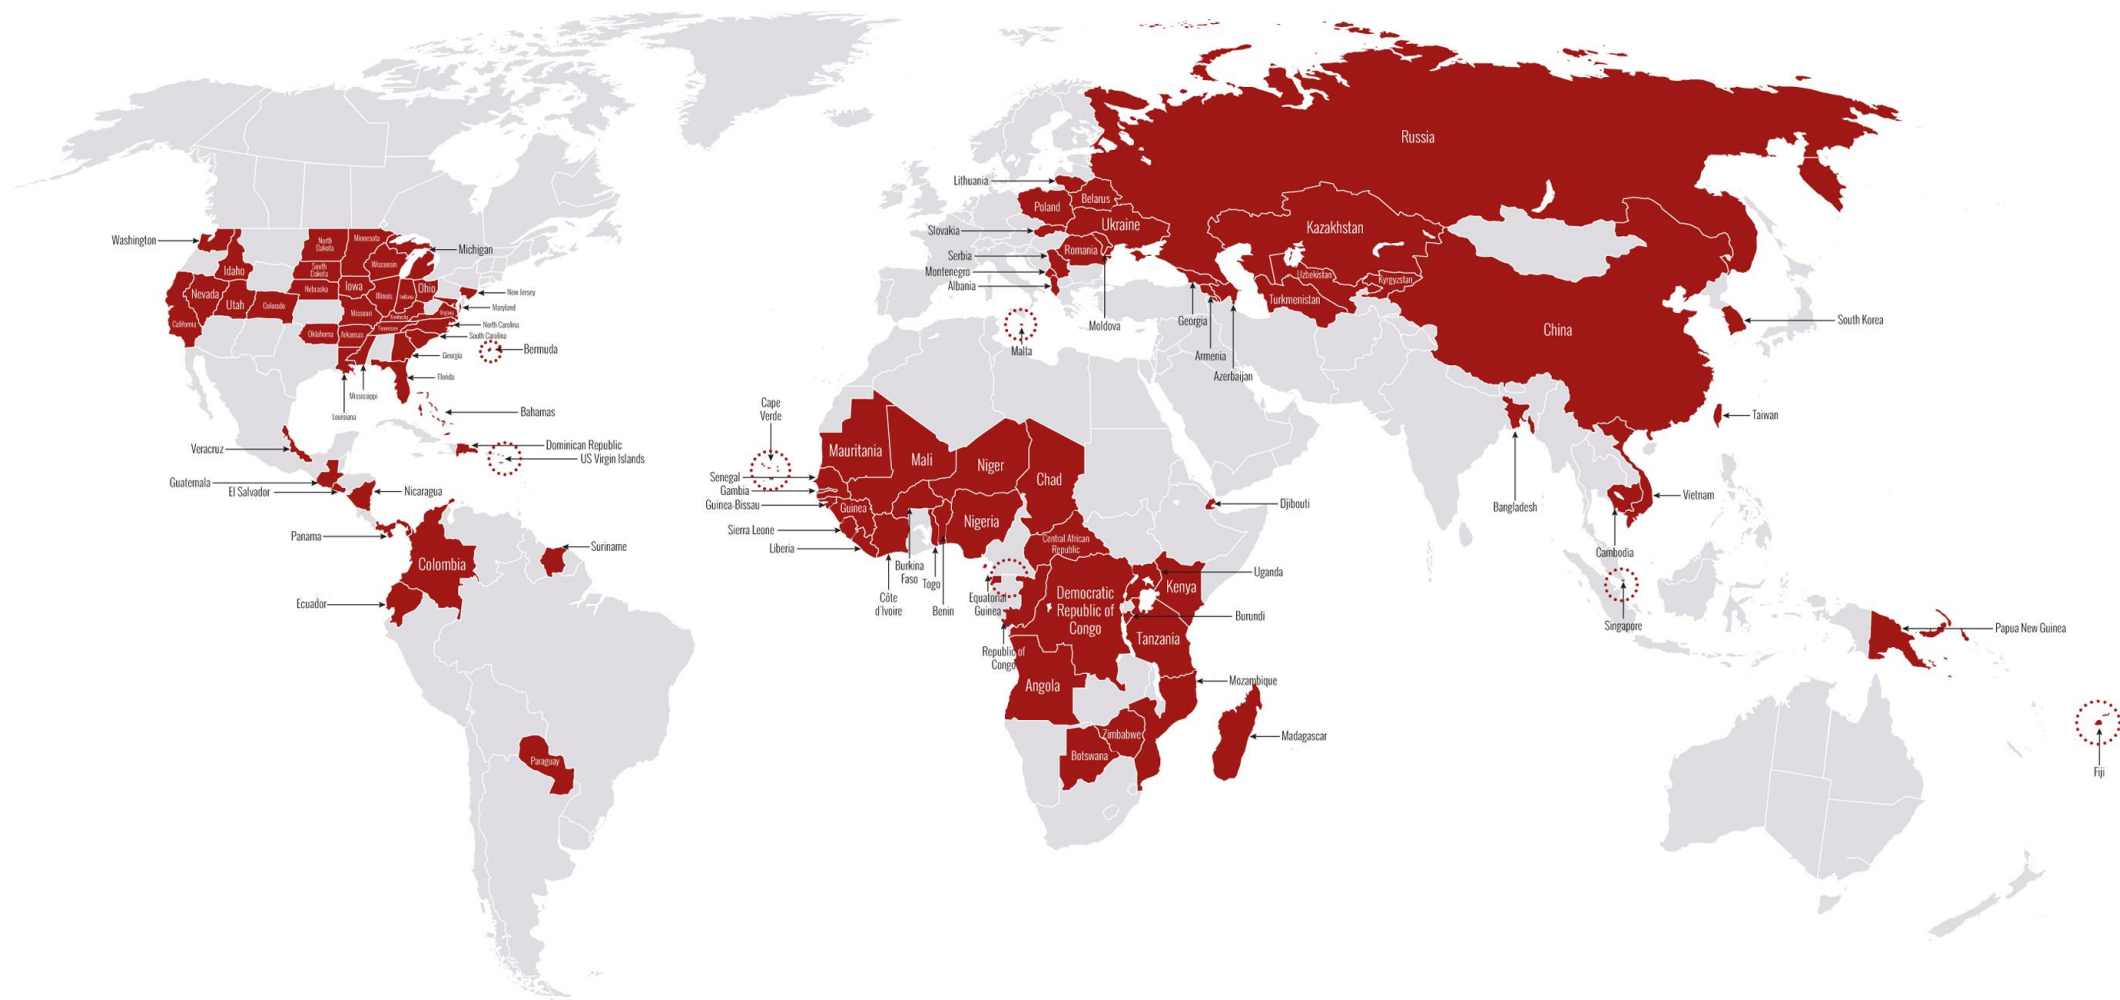 Washington
Idaho
Nevada
Utah
California
Colorado
North
Dakota
South
Dakota
Nebraska
Minnesota
Iowa
Wisconsin
Michigan
Illinois
Indiana
Ohio
Missouri
Kentucky
Virginia
Tennessee
Oklahoma
Arkansas
New Jersey
Maryland
North Carolina
South Carolina
Georgia
Florida
Mississippi
Louisiana
Bermuda
Bahamas
Dominican Republic
US Virgin Islands
Veracruz
Guatemala
El Salvador
Nicaragua
Panama
Colombia
Ecuador
Suriname
Paraguay
Lithuania
Poland
Belarus
Slovakia
Ukraine
Serbia
Romania
Montenegro
Albania
Moldova
Malta
Georgia
Armenia
Azerbaijan
Russia
Kazakhstan
Uzbekistan
Kyrgyzstan
Turkmenistan
China
South Korea
Taiwan
Bangladesh
Vietnam
Cambodia
Singapore
Papua New Guinea
Fiji
Cape
Verde
Mauritania
Mali
Niger
Chad
Senegal
Gambia
Guinea-Bissau
Guinea
Sierra Leone
Liberia
Côte
d'Ivoire
Burkina
Faso
Togo
Benin
Nigeria
Central African
Republic
Equatorial
Guinea
Republic of
Congo
Democratic
Republic of
Congo
Djibouti
Uganda
Kenya
Burundi
Tanzania
Angola
Mozambique
Zimbabwe
Botswana
Madagascar